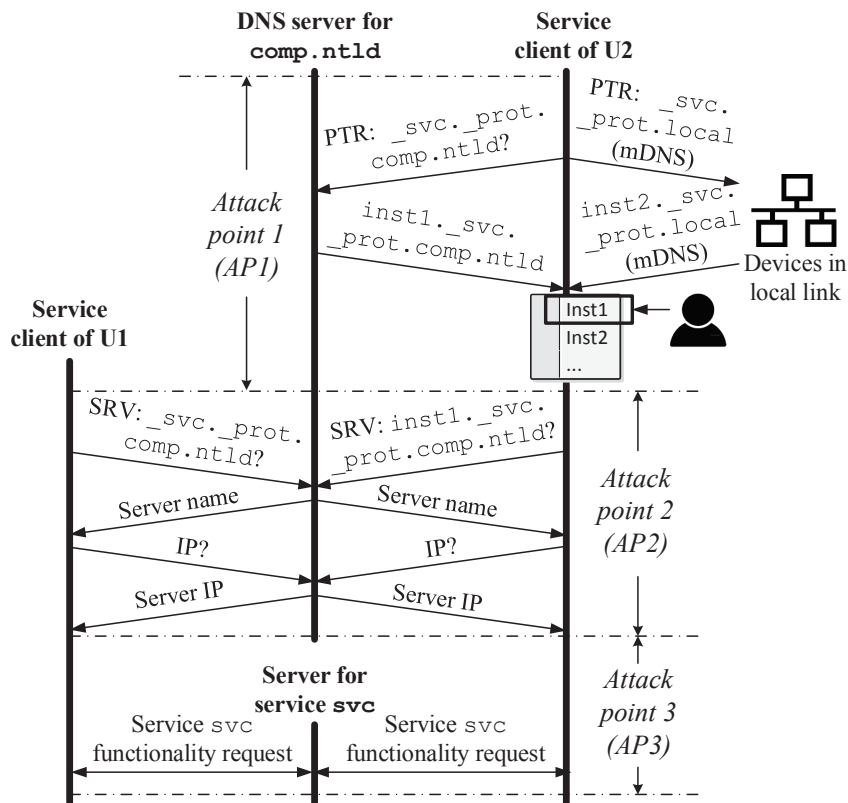 DNS server for
comp.ntld
Service
client of U2
PTR: _svc._prot.
comp.ntld?
PTR: _svc.
_prot.local
(mDNS)
Attack
point 1
(AP1)
inst1._svc.
_prot.comp.ntld
inst2._svc.
_prot.local
(mDNS)
Devices in
local link
Inst1
Inst2
...
Service
client of U1
SRV: _svc._prot.
comp.ntld?
SRV: inst1._svc.
_prot.comp.ntld?
Server name
Server name
IP?
IP?
Server IP
Server IP
Attack
point 2
(AP2)
Server for
service svc
Service svc
functionality request
Service svc
functionality request
Attack
point 3
(AP3)